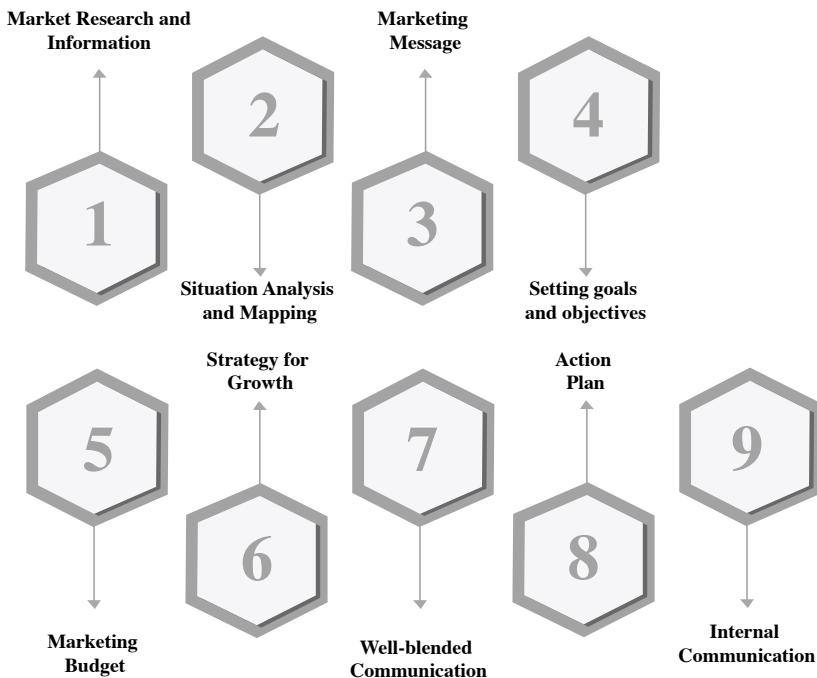 Market Research and
Information
1
2
Situation Analysis
and Mapping
Marketing
Message
3
4
Setting goals
and objectives
5
Marketing
Budget
Strategy for
Growth
6
7
Well-blended
Communication
Action
Plan
8
9
Internal
Communication